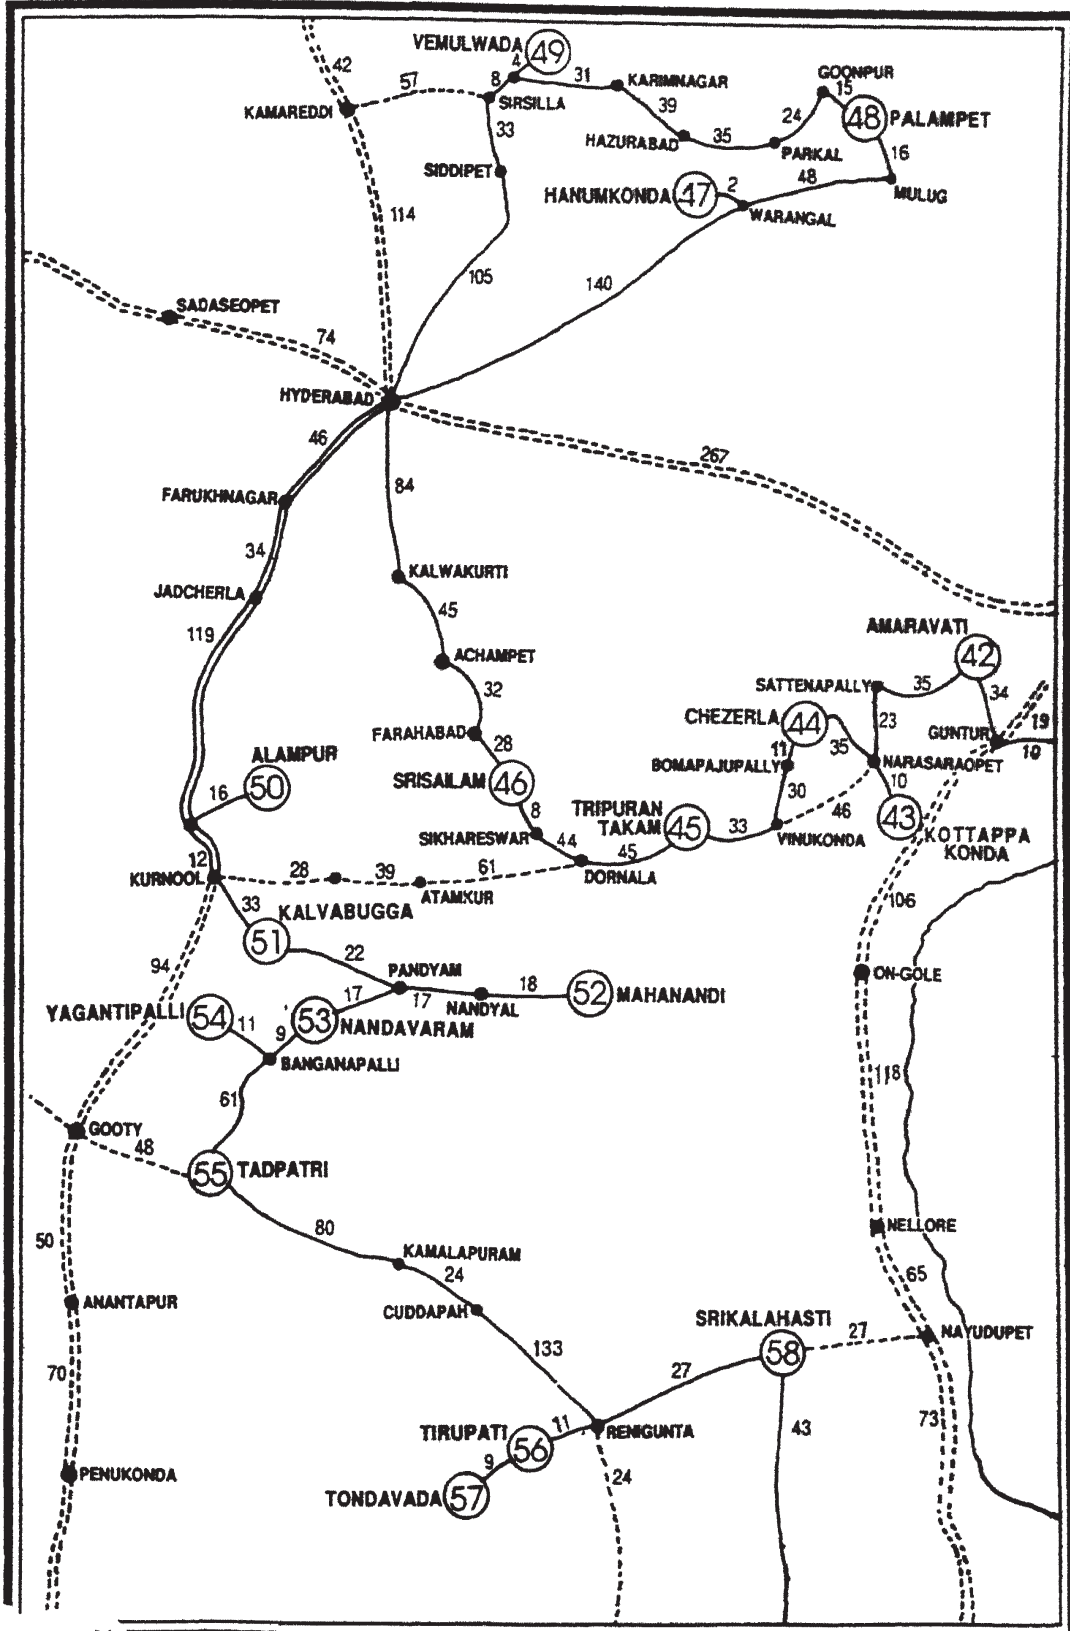 VEMULWADA 49
42
57
4
8
31
KARIMNAGAR
GOONPUR
15
KAMAREDDI
SIRSILLA
39
24
48 PALAMPET
33
HAZURABAD
35
PARKAL
16
SIDDIPET
HANUMKONDA 47
2
48
MULUG
WARANGAL
114
105
140
SADASEOPET
74
HYDERABAD
46
267
84
FARUKHNAGAR
34
KALWAKURTI
JADCHERLA
45
119
AMARAVATI
42
ACHAMPET
SATTENAPALLY
35
34
32
CHEZERLA 44
23
19
FARAHABAD
28
35
GUNTUR
10
ALAMPUR
50
11
BOMAPAJUPALLY
NARASARAOPET
SRISAILAM 46
10
16
30
46
TRIPURAN
TAKAM 45
43
8
33
VINUKONDA
KOTTAPPA
KONDA
SIKHARESWAR
44
45
12
KURNOOL
28
39
61
DORNALA
ATAMKUR
106
33
KALVABUGGA
51
22
94
PANDYAM
ON-GOLE
17
17
18
52 MAHANANDI
NANDYAL
YAGANTIPALLI 54
11
53
NANDAVARAM
9
BANGANAPALLI
118
61
GOOTY
48
55 TADPATRI
80
NELLORE
50
KAMALAPURAM
24
65
ANANTAPUR
CUDDAPAH
SRIKALAHASTI
58
27
NAYUDUPET
133
70
27
73
TIRUPATI 56
11
RENIGUNTA
43
9
PENUKONDA
24
TONDAVADA 57